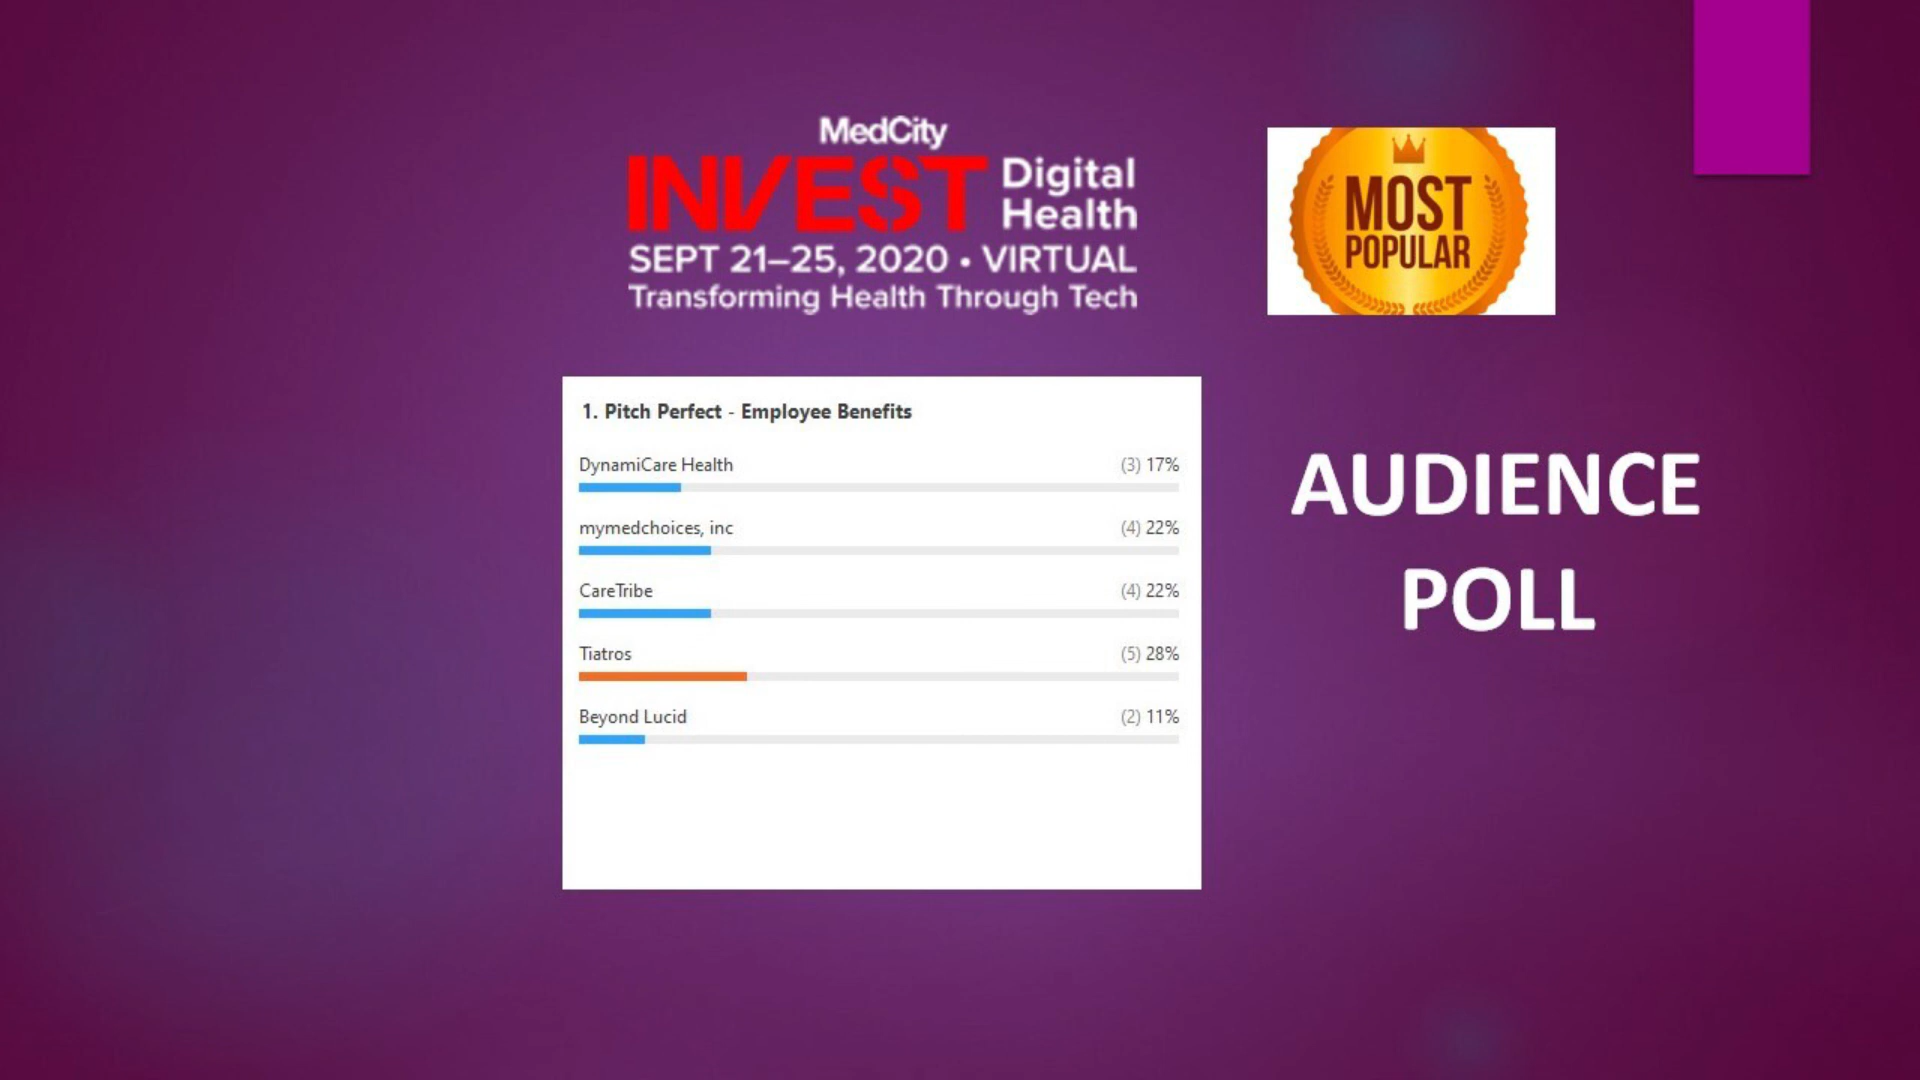 MedCity
INVEST Digital Health
SEPT 21–25, 2020 • VIRTUAL
Transforming Health Through Tech
MOST
POPULAR
1. Pitch Perfect - Employee Benefits
DynamiCare Health (3) 17%
mymedchoices, inc (4) 22%
CareTribe (4) 22%
Tiatros (5) 28%
Beyond Lucid (2) 11%
AUDIENCE
POLL